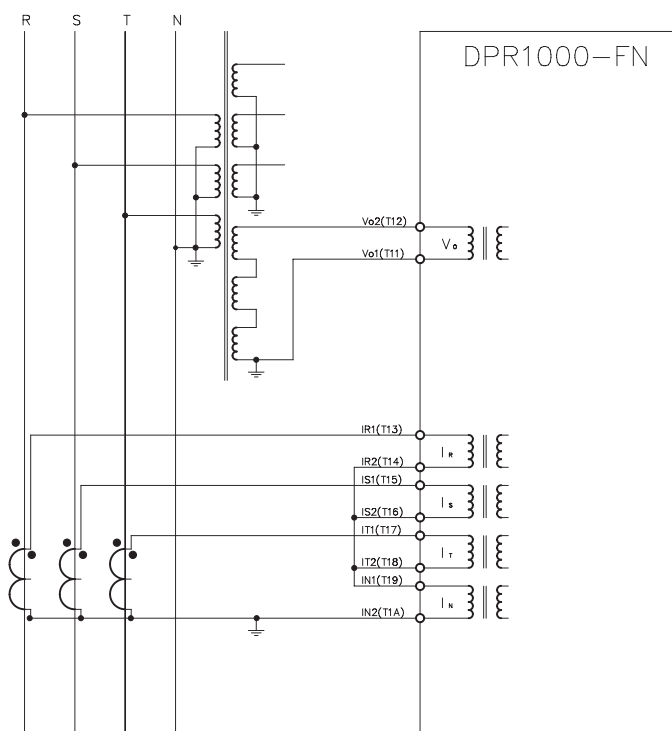 R S T N
DPR1000-FN
Vo2(T12)
Vo
Vo1(T11)
IR1(T13)
IR
IR2(T14)
IS1(T15)
IS
IS2(T16)
IT1(T17)
IT
IT2(T18)
IN1(T19)
IN
IN2(T1A)